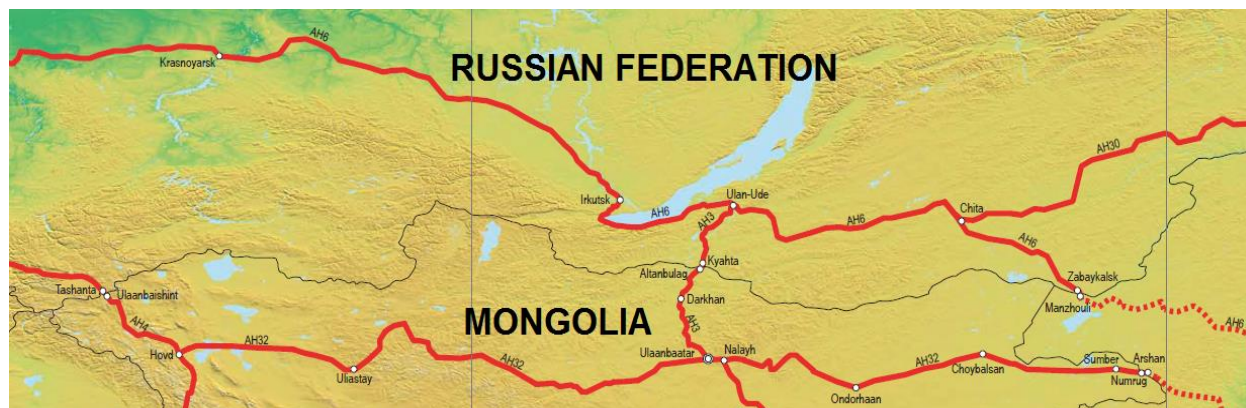 AH6
Krasnoyarsk
RUSSIAN FEDERATION
AH30
Irkutsk
Ulan-Ude
AH6
AH3
AH6
Chita
AH6
Kyahta
Altanbulag
Zabaykalsk
Tashanta
Ulaanbaishint
Manzhouli
Darkhan
AH6
MONGOLIA
AH3
AH4
Hovd
AH32
Ulaanbaatar
Nalayh
AH32
Sumber
Arshan
AH32
Uliastay
Choybalsan
Numrug
Ondorhaan